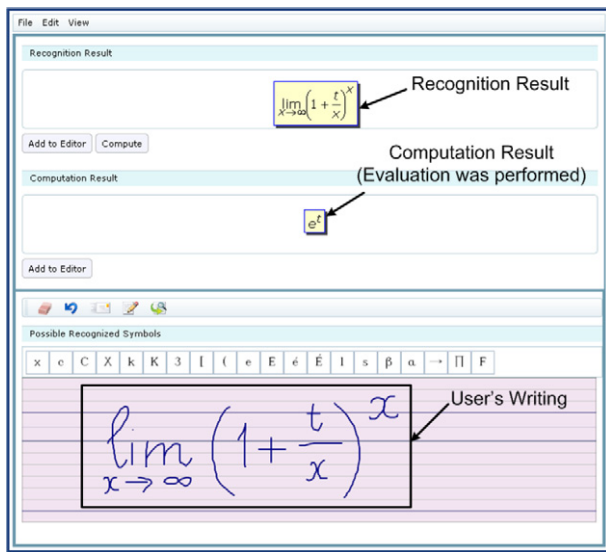 File Edit View
Recognition Result
lim x→∞ (1 + t/x)^x
Recognition Result
Add to Editor Compute
Computation Result
(Evaluation was performed)
Computation Result
e^t
Add to Editor
Possible Recognized Symbols
x c C X k K 3 [ ( e E é É l s β α → ∏ F
User's Writing
lim x→∞ (1 + t/x)^x